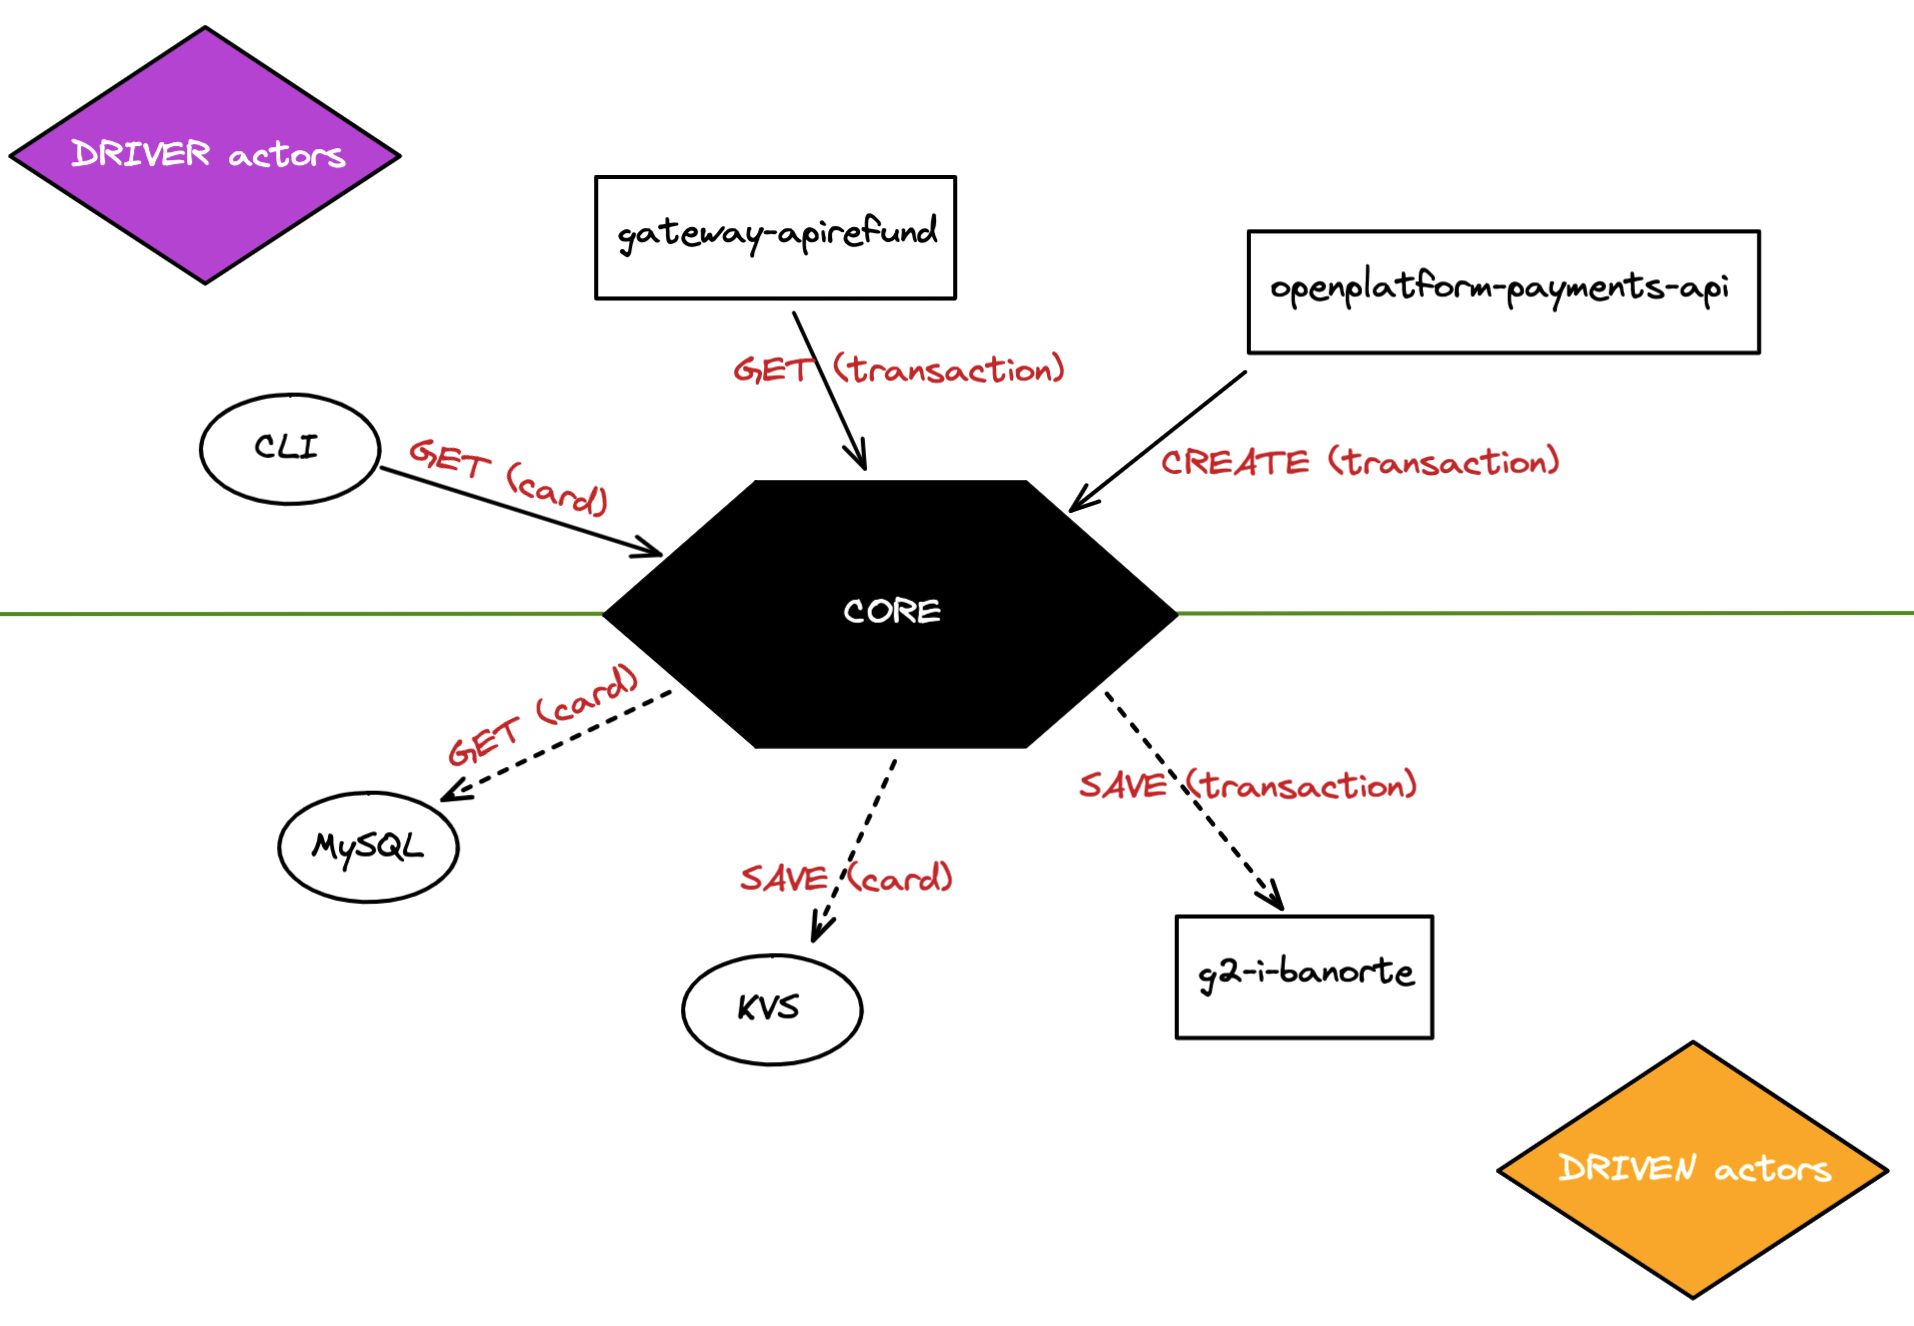 DRIVER actors
gateway-apirefund
openplatform-payments-api
GET (transaction)
CLI
GET (card)
CREATE (transaction)
CORE
GET (card)
SAVE (transaction)
MySQL
SAVE (card)
g2-i-banorte
KVS
DRIVEN actors